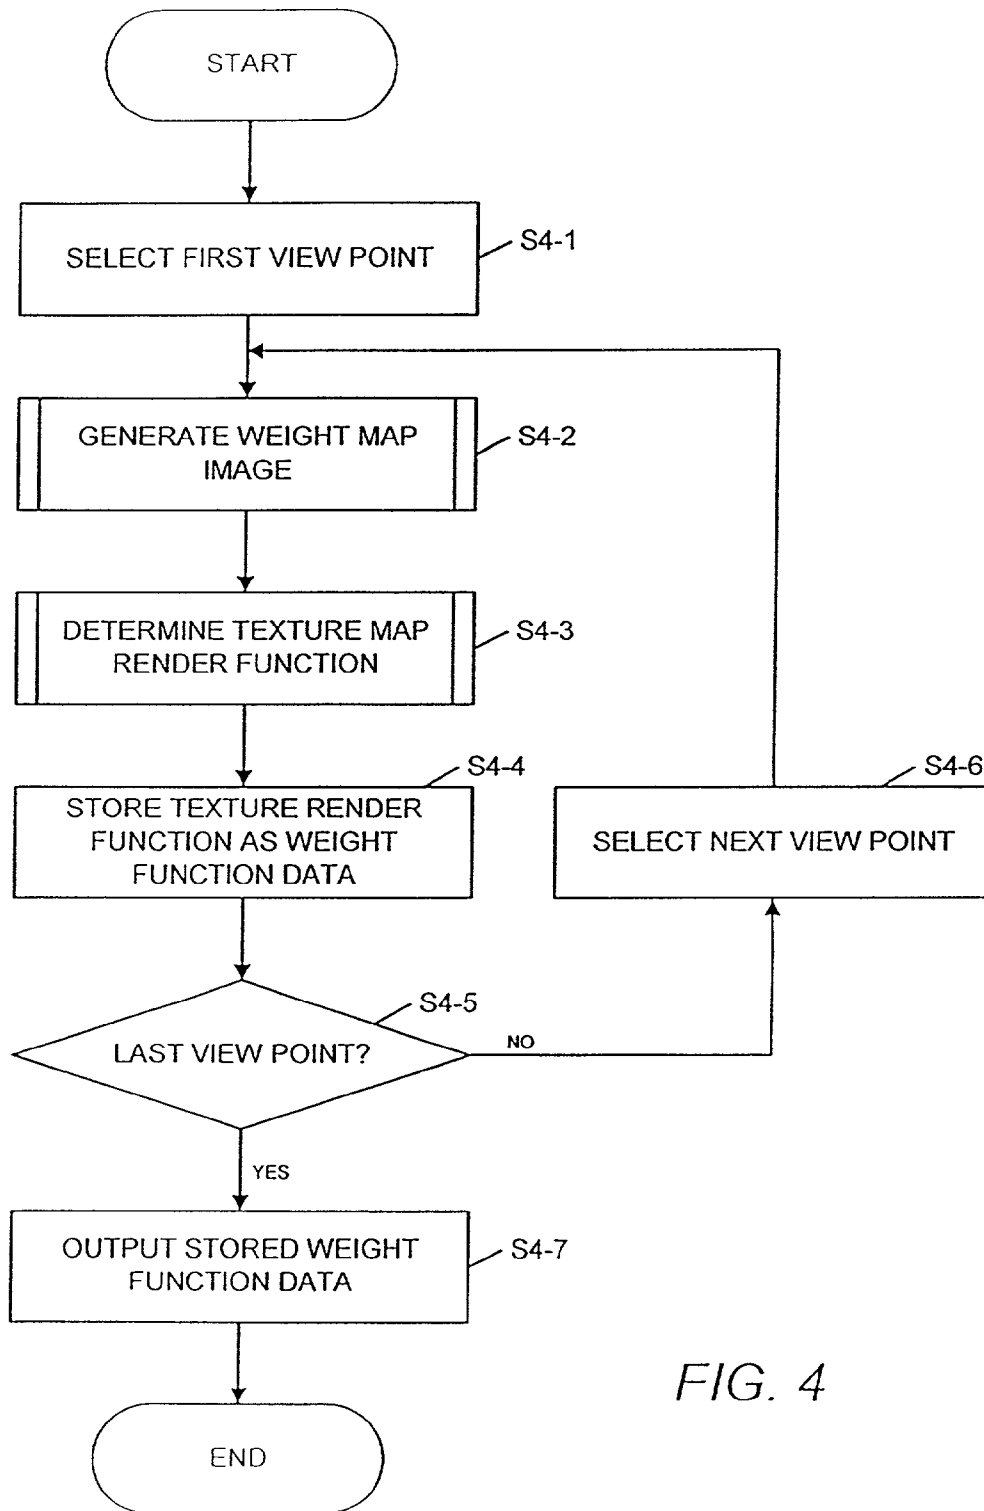 START
SELECT FIRST VIEW POINT
S4-1
GENERATE WEIGHT MAP
IMAGE
S4-2
DETERMINE TEXTURE MAP
RENDER FUNCTION
S4-3
STORE TEXTURE RENDER
FUNCTION AS WEIGHT
FUNCTION DATA
S4-4
SELECT NEXT VIEW POINT
S4-6
LAST VIEW POINT?
S4-5
NO
YES
OUTPUT STORED WEIGHT
FUNCTION DATA
S4-7
END
FIG. 4